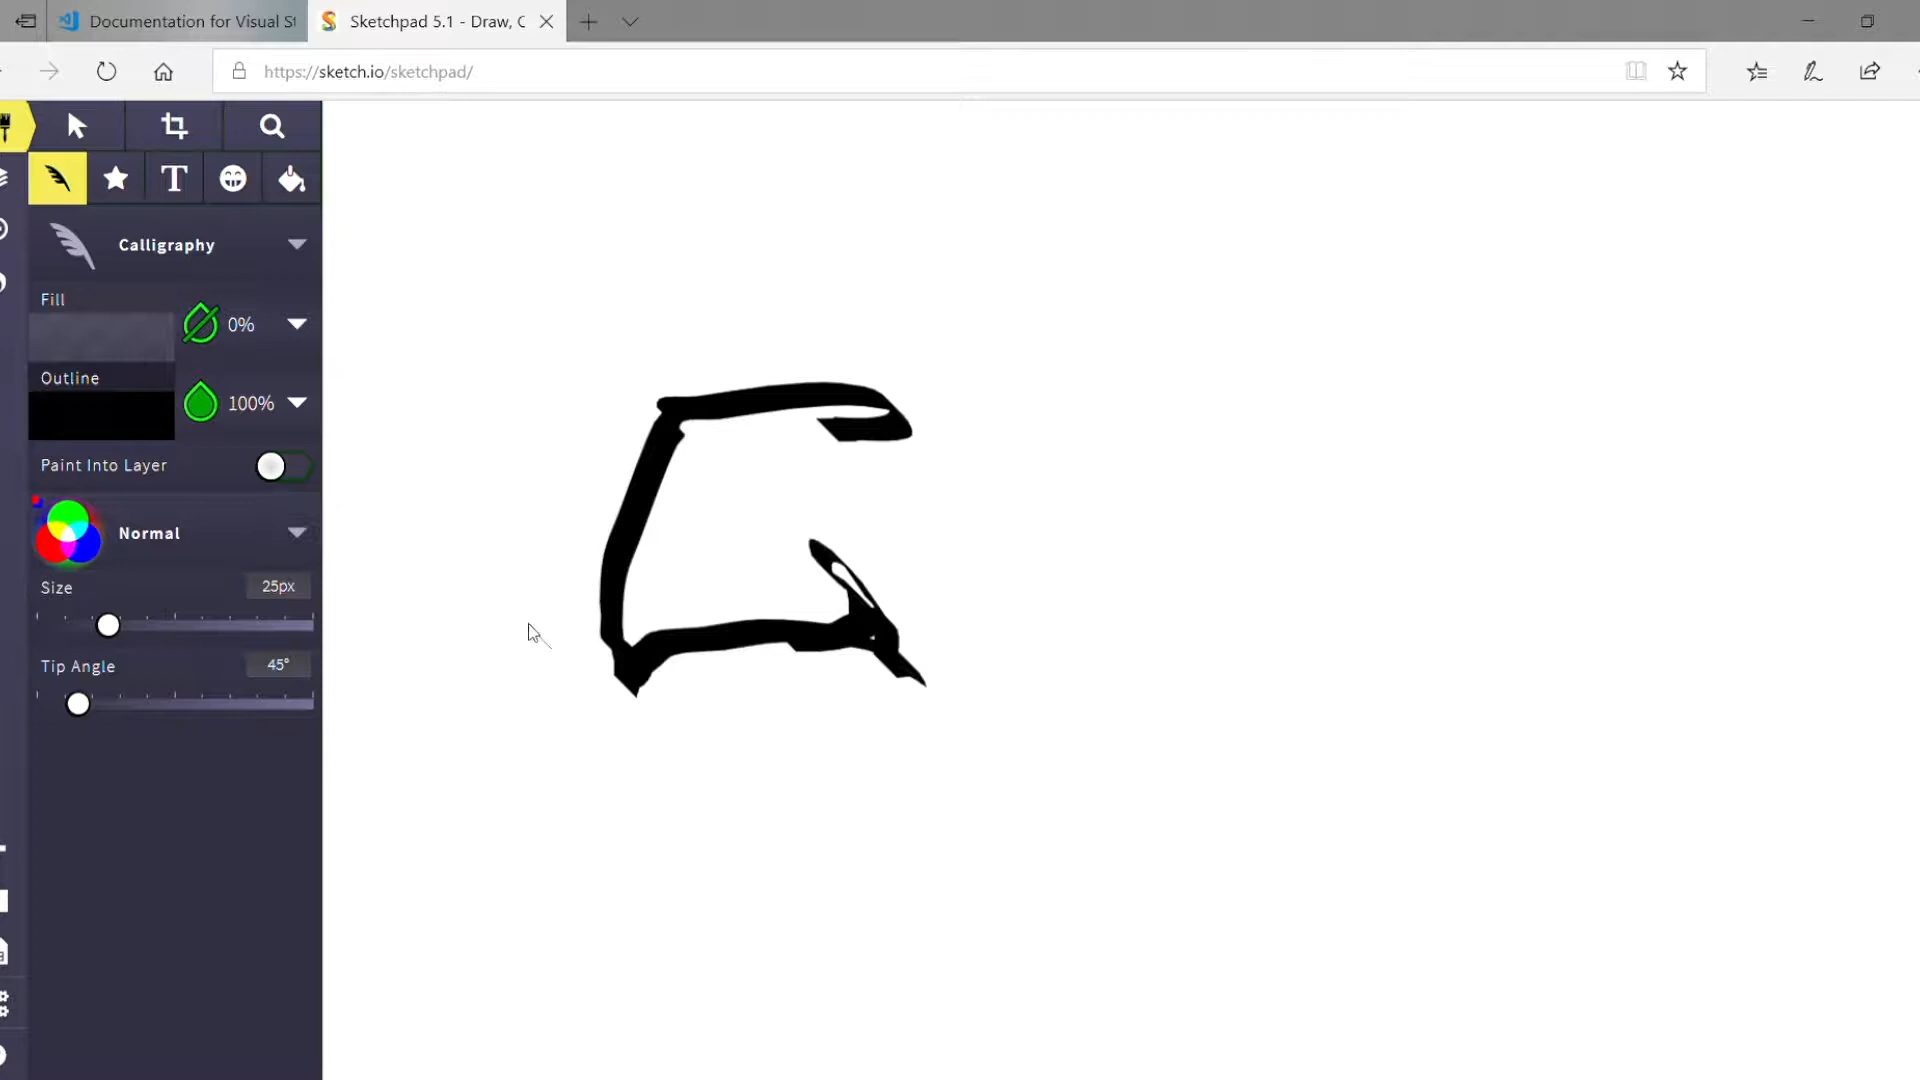 Documentation for Visual St
Sketchpad 5.1 - Draw, C
https://sketch.io/sketchpad/
T
Calligraphy
Fill
0%
Outline
100%
Paint Into Layer
Normal
Size
25px
Tip Angle
45°